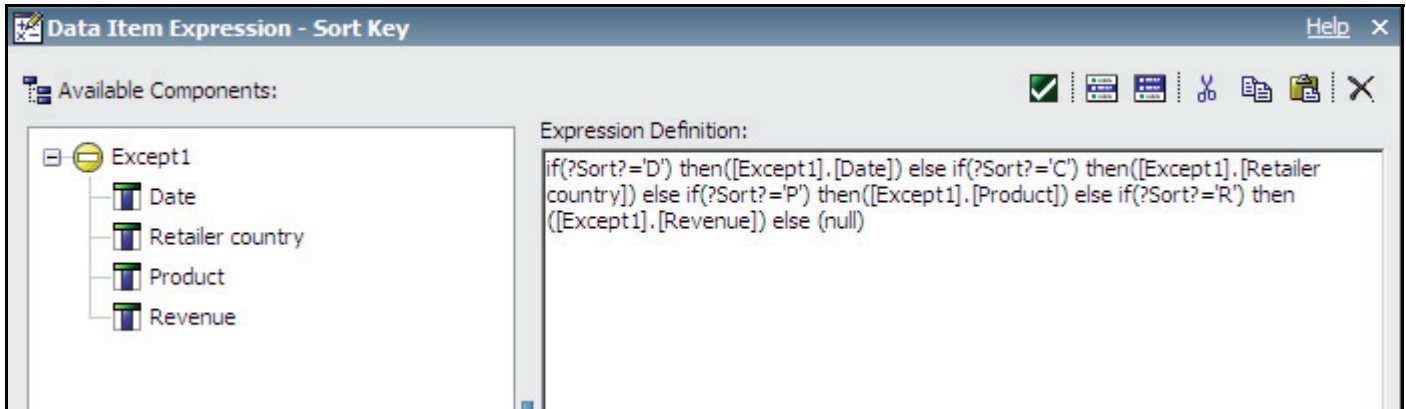 Data Item Expression - Sort Key
Help
Available Components:
Expression Definition:
Except1
Date
Retailer country
Product
Revenue
if(?Sort?='D') then([Except1].[Date]) else if(?Sort?='C') then([Except1].[Retailer
country]) else if(?Sort?='P') then([Except1].[Product]) else if(?Sort?='R') then
([Except1].[Revenue]) else (null)